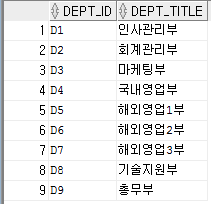 DEPT_ID DEPT_TITLE
1 D1 인사관리부
2 D2 회계관리부
3 D3 마케팅부
4 D4 국내영업부
5 D5 해외영업1부
6 D6 해외영업2부
7 D7 해외영업3부
8 D8 기술지원부
9 D9 총무부